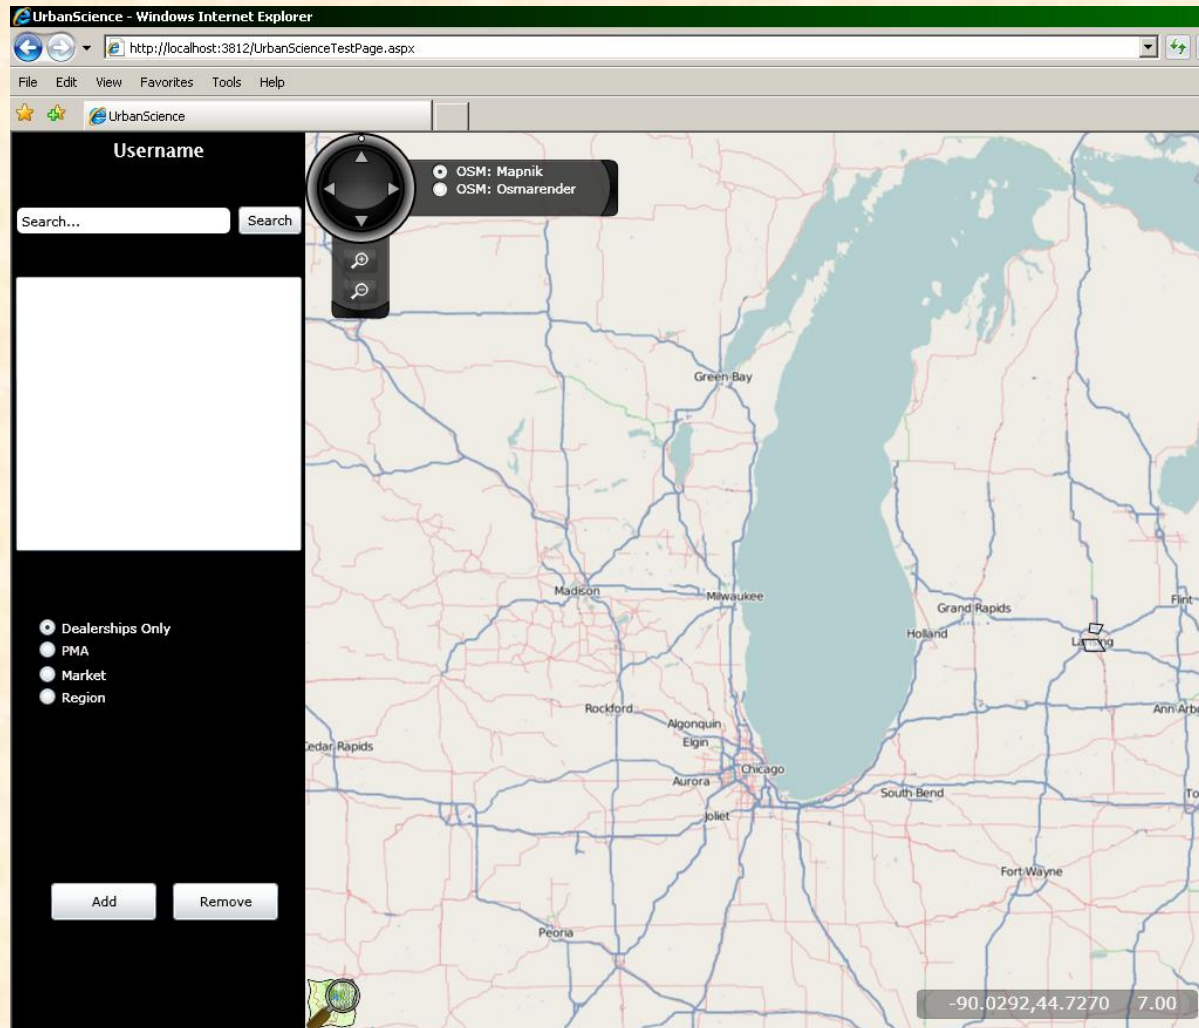 UrbanScience - Windows Internet Explorer
http://localhost:3812/UrbanScienceTestPage.aspx
File Edit View Favorites Tools Help
UrbanScience
Username
Search...
Search
OSM: Mapnik
OSM: Osmarender
Green Bay
Madison
Milwaukee
Grand Rapids
Flint
Holland
Lansing
Rockford
Ann Arbo
Algonquin
Elgin
Cedar Rapids
Chicago
Aurora
South Bend
To
Joliet
Fort Wayne
Peoria
Dealerships Only
PMA
Market
Region
Add
Remove
-90.0292,44.7270 7.00